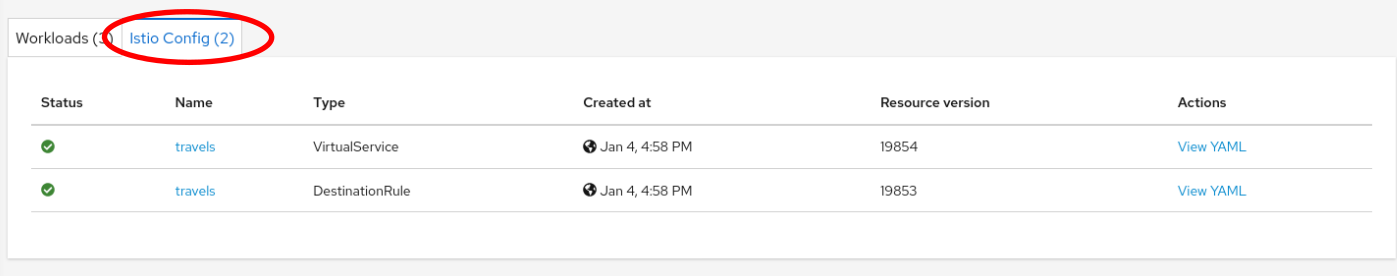 Workloads (3) Istio Config (2)
Status Name Type Created at Resource version Actions
travels VirtualService Jan 4, 4:58 PM 19854 View YAML
travels DestinationRule Jan 4, 4:58 PM 19853 View YAML